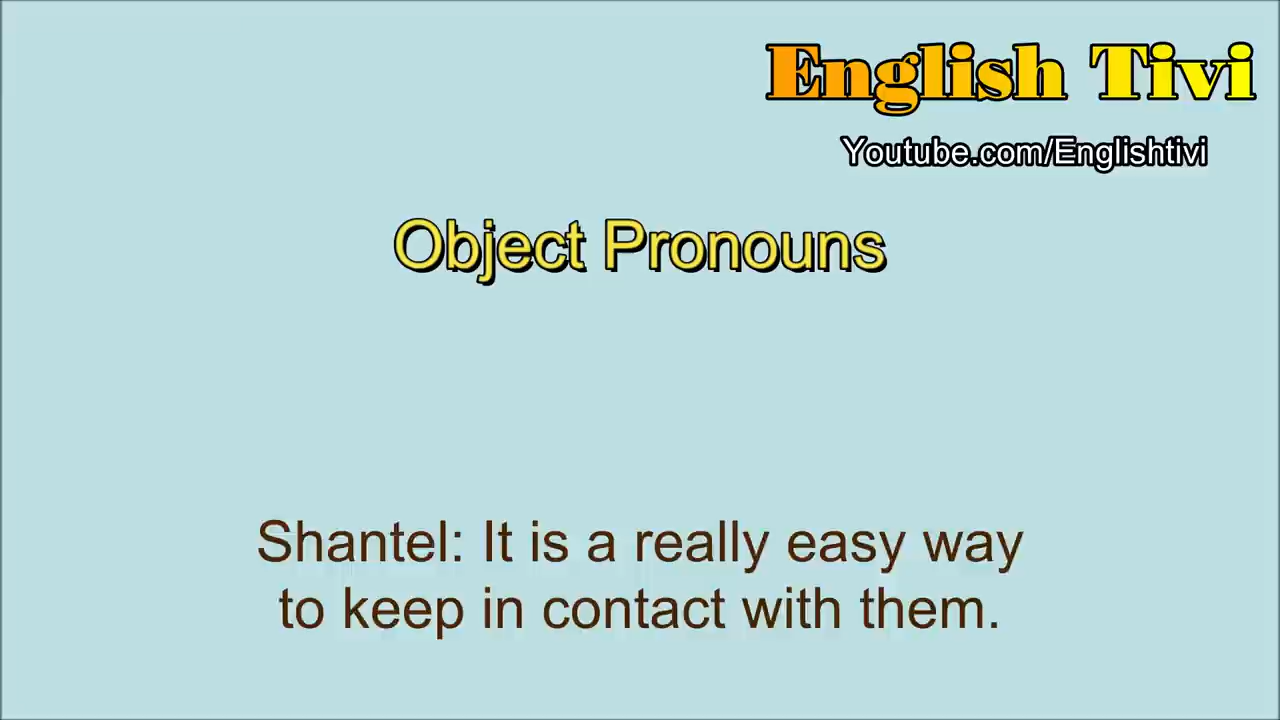 English Tivi
Youtube.com/Englishtivi
Object Pronouns
Shantel: It is a really easy way
to keep in contact with them.